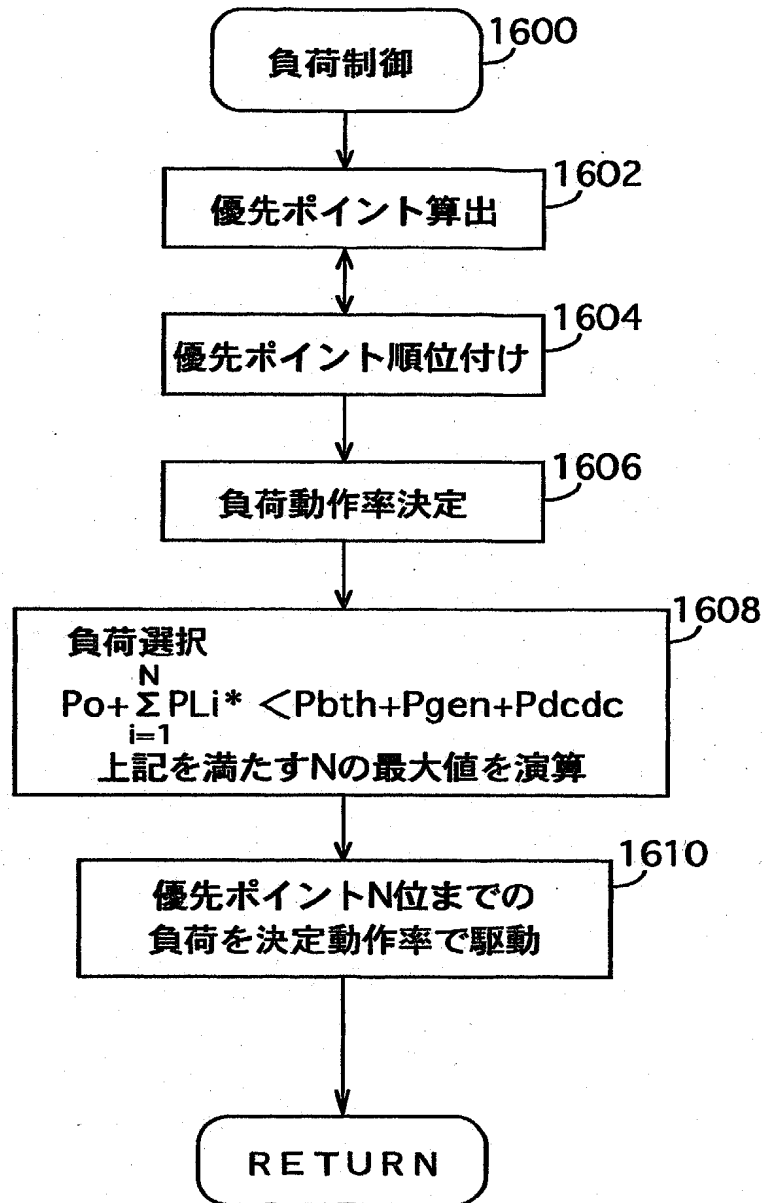 1600
負荷制御
1602
優先ポイント算出
1604
優先ポイント順位付け
1606
負荷動作率決定
1608
負荷選択
N
Po+ΣPLi* <Pbth+Pgen+Pdcdc
i=1
上記を満たすNの最大値を演算
1610
優先ポイントN位までの
負荷を決定動作率で駆動
RETURN